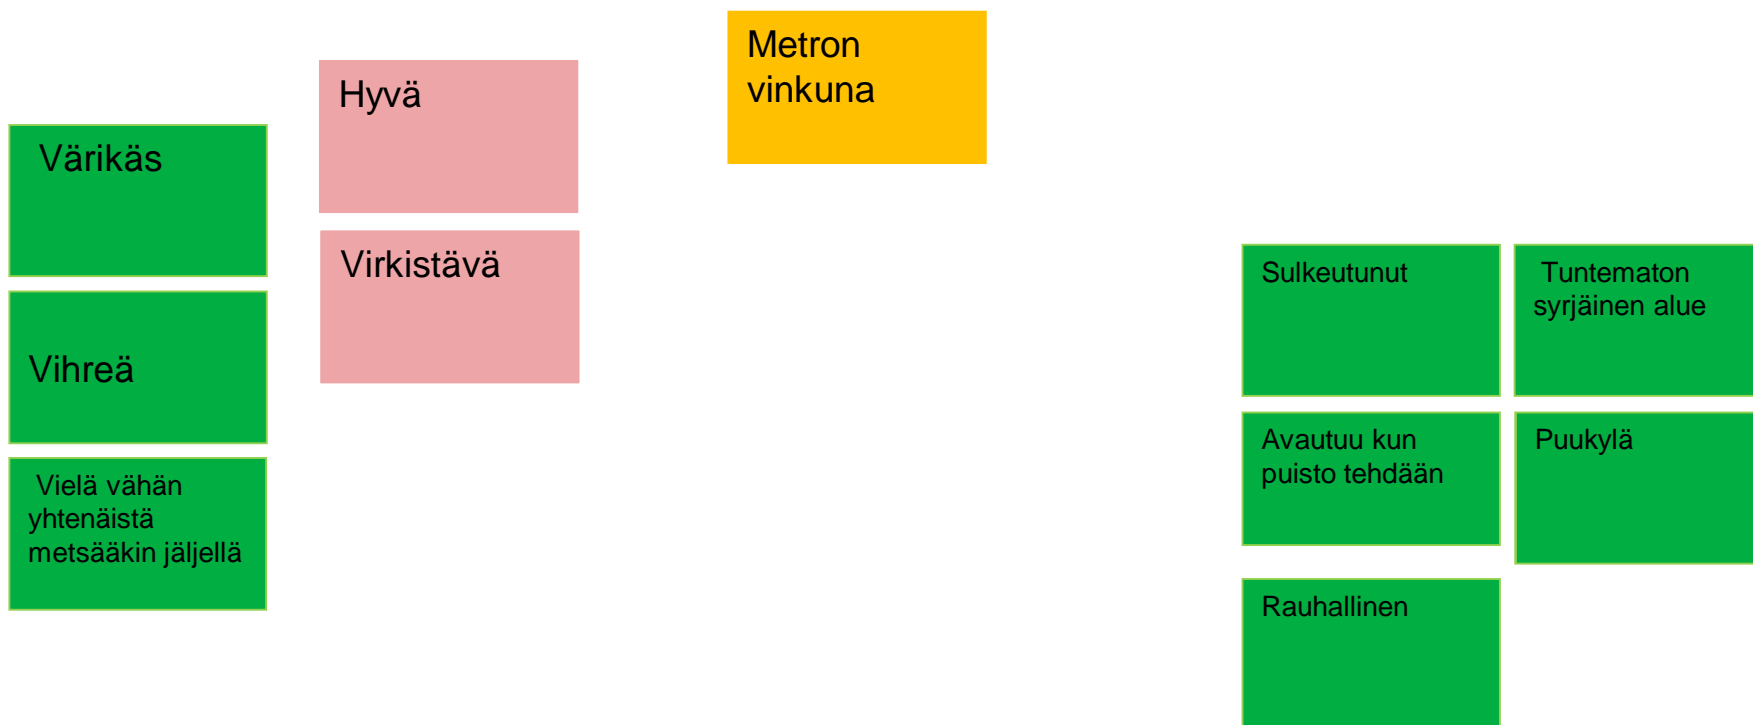 Värikäs
Vihreä
Vielä vähän
yhtenäistä
metsääkin jäljellä
Hyvä
Virkistävä
Metron
vinkuna
Sulkeutunut
Tuntematon
syrjäinen alue
Avautuu kun
puisto tehdään
Puukylä
Rauhallinen